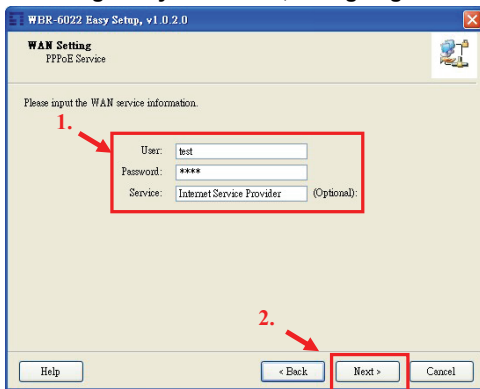 WBR-6022 Easy Setup, v1.0.2.0
WAN Setting
PPPoE Service
Please input the WAN service information.
1.
User: test
Password: ****
Service: Internet Service Provider (Optional):
2.
Help < Back Next > Cancel